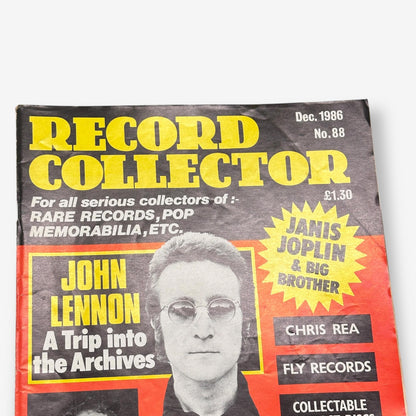 Dec. 1986
No. 88
RECORD
COLLECTOR
£1.30
For all serious collectors of :-
RARE RECORDS, POP
MEMORABILIA, ETC.
JANIS
JOPLIN
& BIG
BROTHER
JOHN
LENNON
A Trip into
the Archives
CHRIS REA
FLY RECORDS
COLLECTABLE